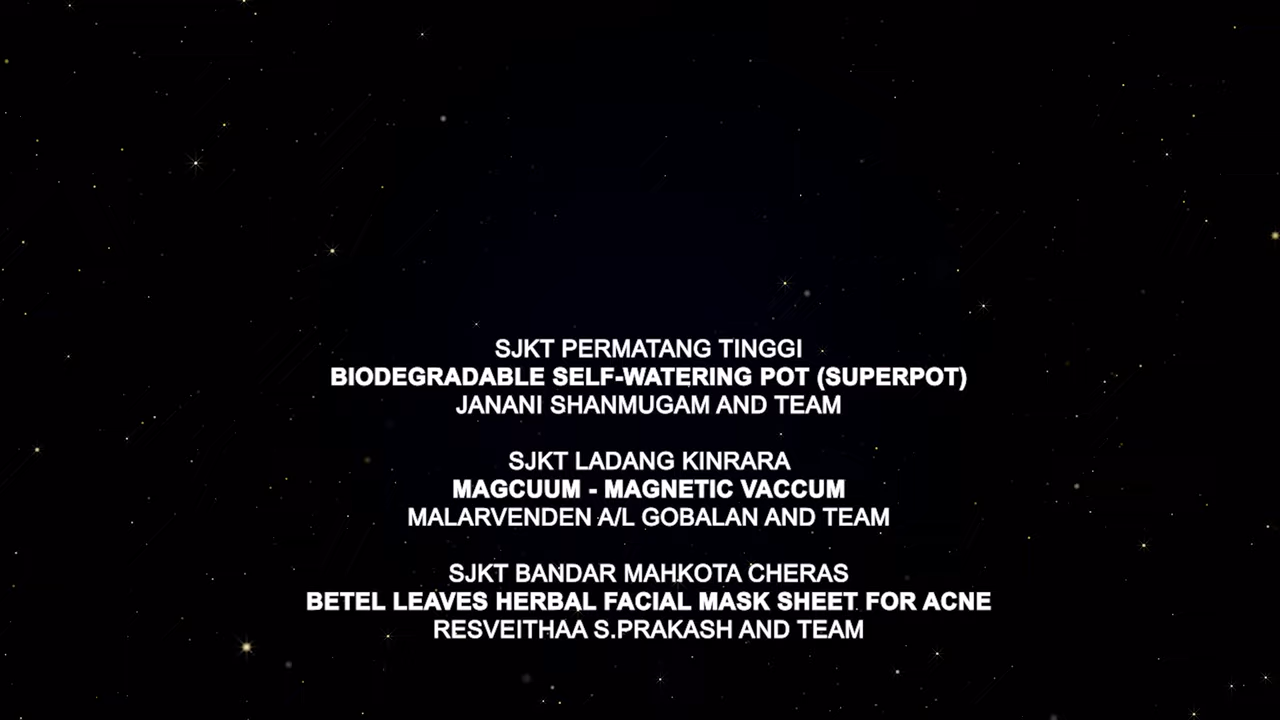 SJKT PERMATANG TINGGI
BIODEGRADABLE SELF-WATERING POT (SUPERPOT)
JANANI SHANMUGAM AND TEAM
SJKT LADANG KINRARA
MAGCUUM - MAGNETIC VACCUM
MALARVENDEN A/L GOBALAN AND TEAM
SJKT BANDAR MAHKOTA CHERAS
BETEL LEAVES HERBAL FACIAL MASK SHEET FOR ACNE
RESVEITHAA S.PRAKASH AND TEAM